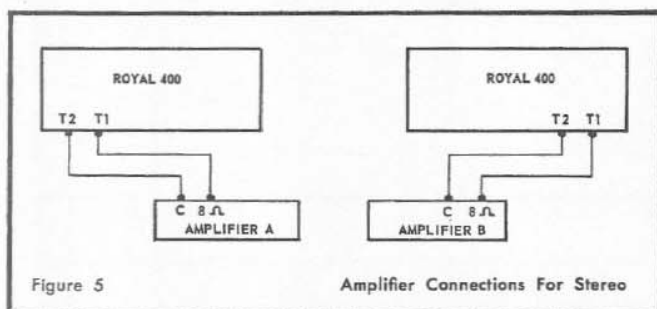 ROYAL 400
ROYAL 400
T2 T1
T2 T1
C 8 Ω
C 8 Ω
AMPLIFIER A
AMPLIFIER B
Figure 5
Amplifier Connections For Stereo